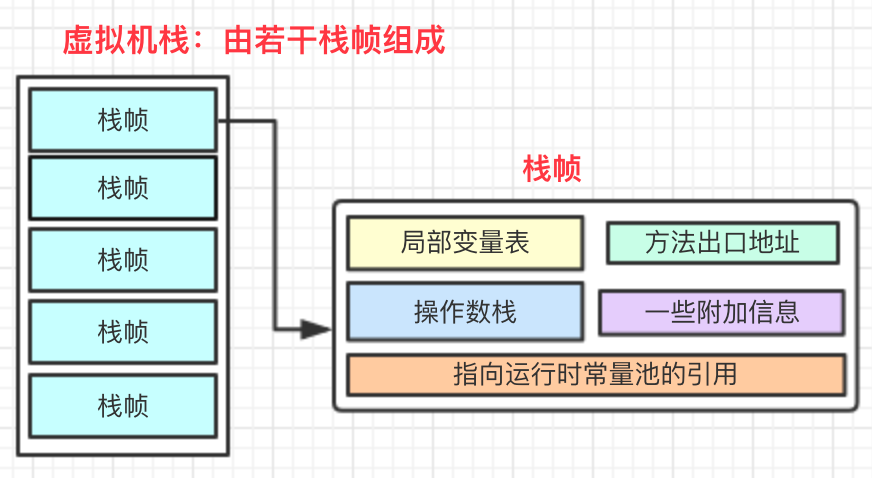 虚拟机栈：由若干栈帧组成
栈帧
栈帧
栈帧
栈帧
栈帧
栈帧
局部变量表
方法出口地址
操作数栈
一些附加信息
指向运行时常量池的引用